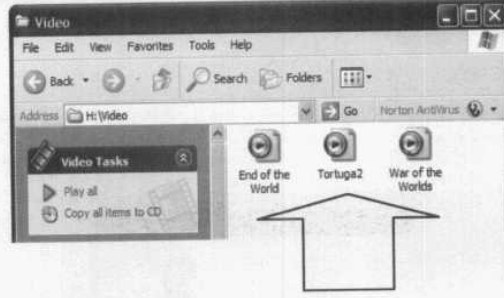 Video
File Edit View Favorites Tools Help
Back Search Folders
Address H:\Video Go Norton AntiVirus
Video Tasks
Play all
Copy all items to CD
End of the World
Tortuga2
War of the Worlds